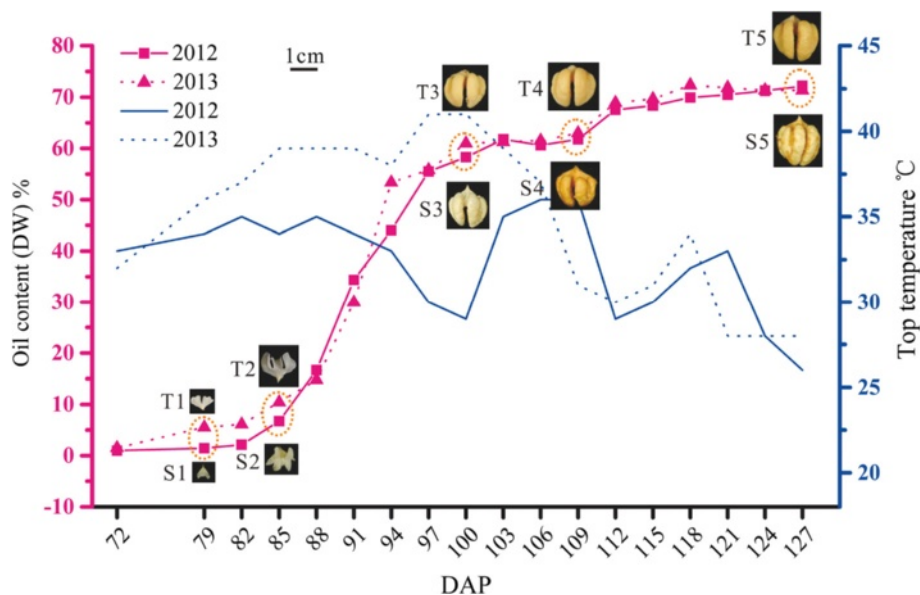 80
70
60
50
40
30
20
10
0
-10
Oil content (DW) %
2012
2013
2012
2013
1cm
T1
S1
T2
S2
T3
S3
T4
S4
T5
S5
45
40
35
30
25
20
Top temperature °C
72 79 82 85 88 91 94 97 100 103 106 109 112 115 118 121 124 127
DAP